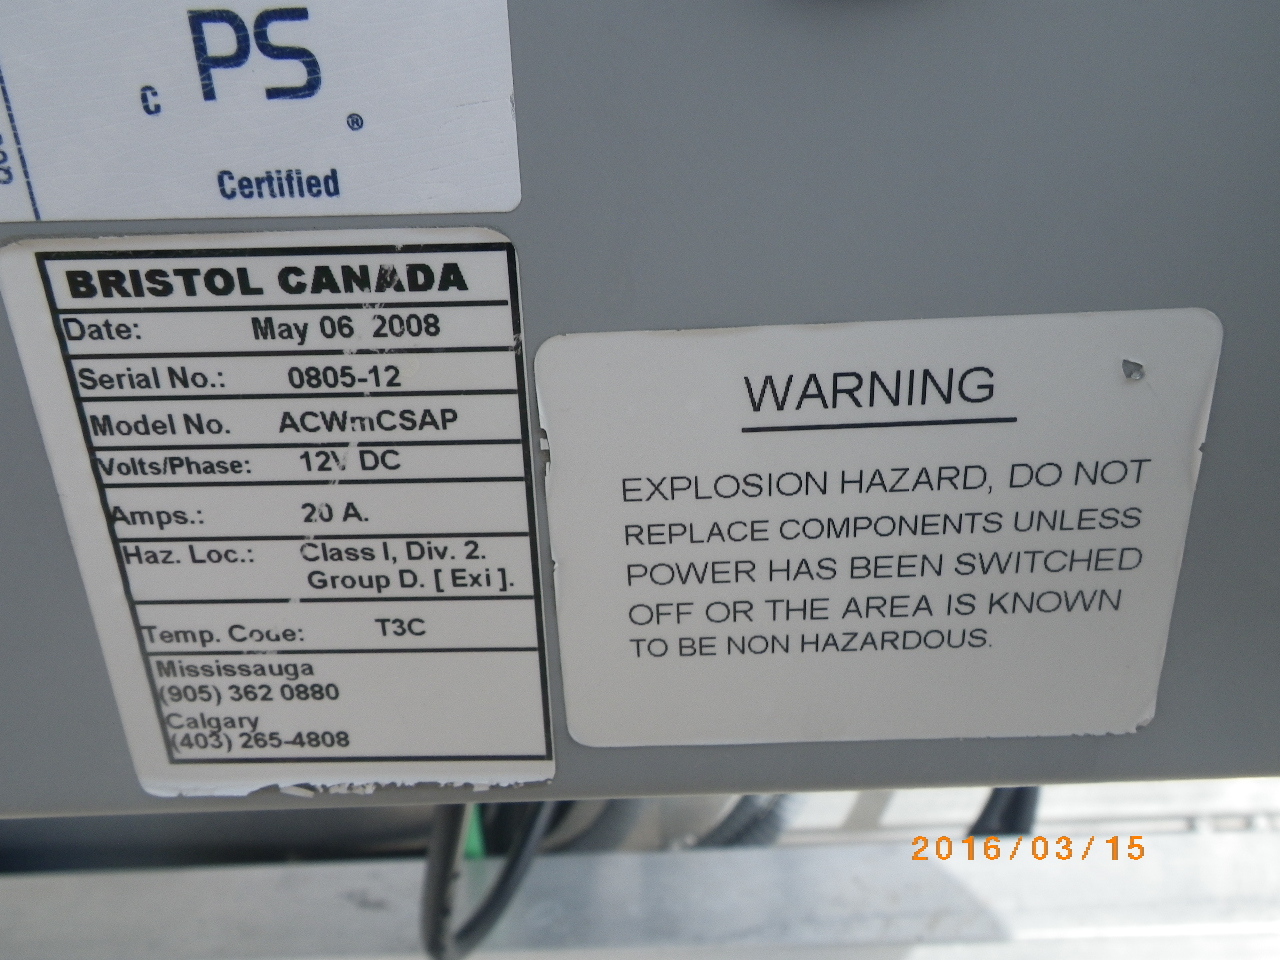 c PS ®
Certified
BRISTOL CANADA
Date: May 06 2008
Serial No.: 0805-12
Model No. ACWmCSAP
Volts/Phase: 12V DC
Amps.: 20 A.
Haz. Loc.: Class I, Div. 2.
Group D. [ Exi ].
Temp. Code: T3C
Mississauga
(905) 362 0880
Calgary
(403) 265-4808
WARNING
EXPLOSION HAZARD, DO NOT
REPLACE COMPONENTS UNLESS
POWER HAS BEEN SWITCHED
OFF OR THE AREA IS KNOWN
TO BE NON HAZARDOUS.
2016/03/15